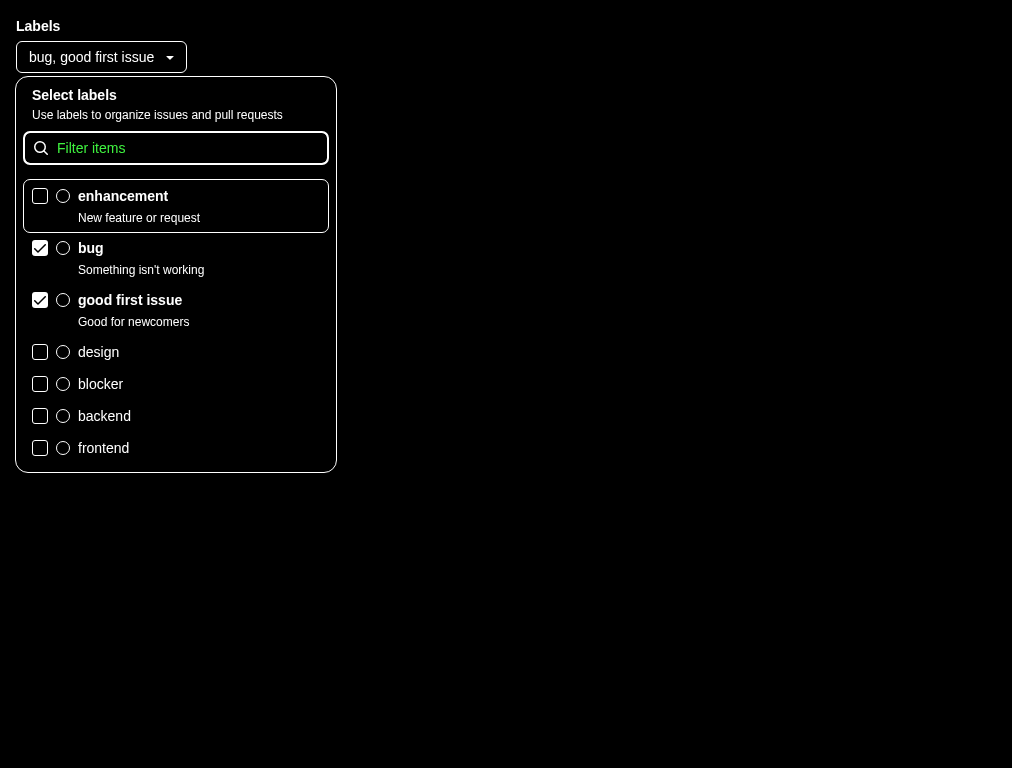 Labels
bug, good first issue
Select labels
Use labels to organize issues and pull requests
Filter items
enhancement
New feature or request
bug
Something isn't working
good first issue
Good for newcomers
design
blocker
backend
frontend